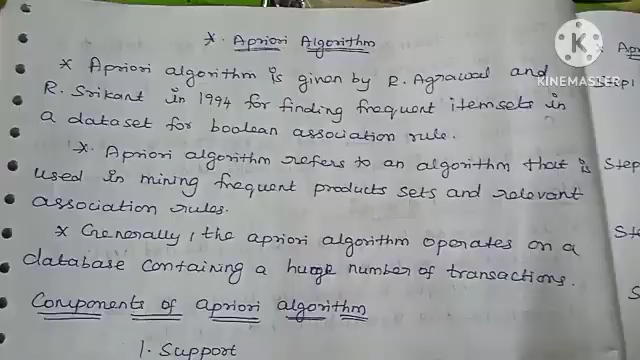 * Apriori Algorithm
* Apriori algorithm is given by R. Agrawal and
R. Srikant in 1994 for finding frequent itemsets in
a dataset for boolean association rule.
* Apriori algorithm refers to an algorithm that is
used in mining frequent products sets and relevant
association rules.
* Generally, the apriori algorithm operates on a
database containing a huge number of transactions.
Components of apriori algorithm
1. Support
KINEMASTER
Step